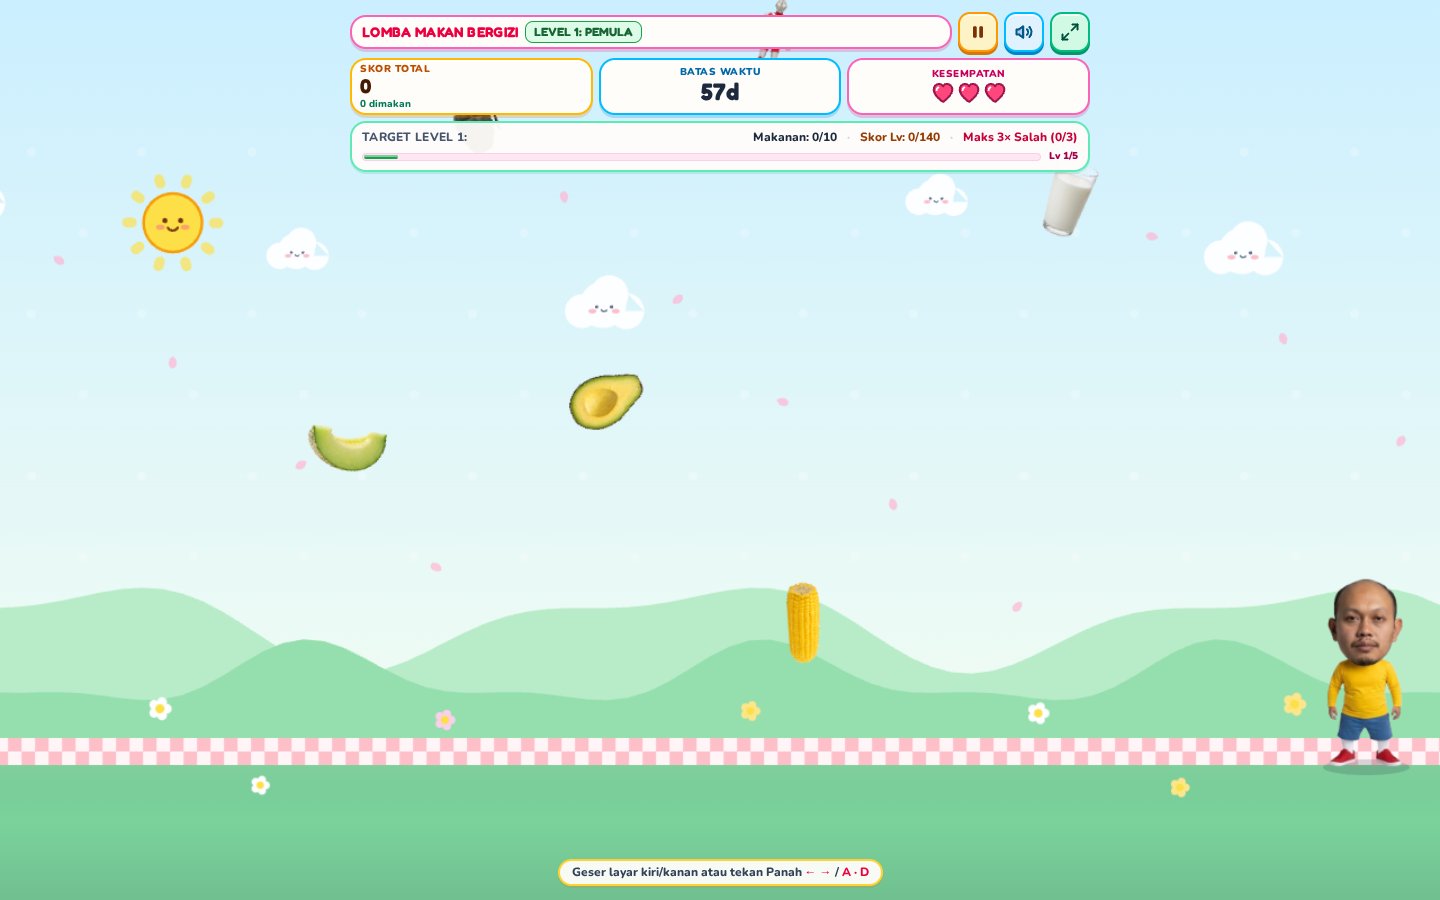 LOMBA MAKAN BERGIZI LEVEL 1: PEMULA
SKOR TOTAL
0
0 dimakan
BATAS WAKTU
57d
KESEMPATAN
TARGET LEVEL 1: Makanan: 0/10 · Skor Lv: 0/140 · Maks 3× Salah (0/3)
Lv 1/5
Geser layar kiri/kanan atau tekan Panah ← → / A · D